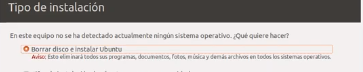 Tipo de instalación
En este equipo no se ha detectado actualmente ningún sistema operativo. ¿Qué quiere hacer?
Borrar disco e instalar Ubuntu
Aviso: Esto eliminará todos sus programas, documentos, fotos, música y demás archivos en todos los sistemas operativos.